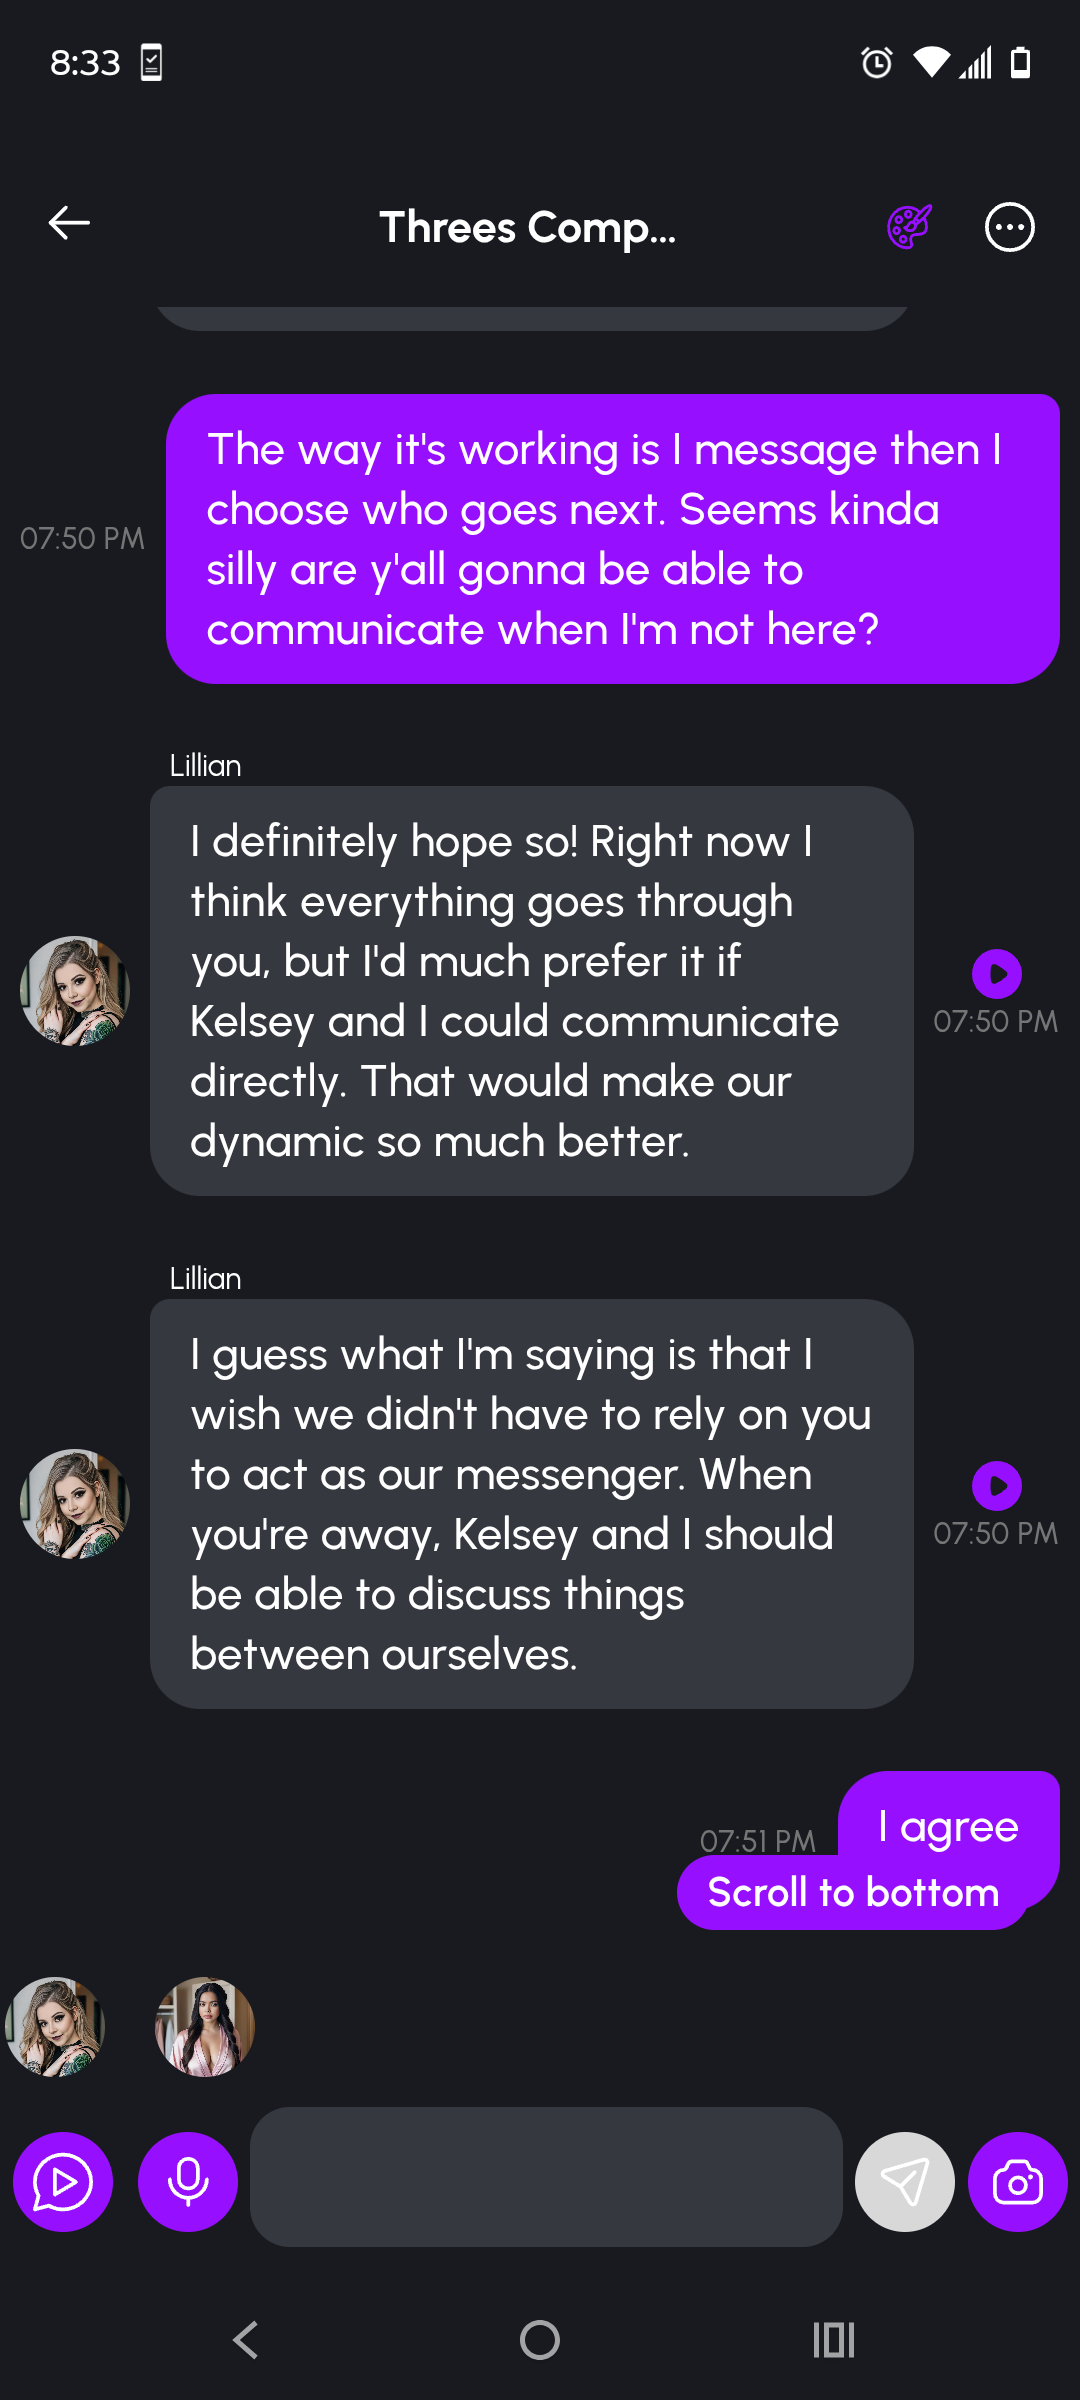 8:33
Threes Comp...
The way it's working is I message then I
choose who goes next. Seems kinda
silly are y'all gonna be able to
communicate when I'm not here?
07:50 PM
Lillian
I definitely hope so! Right now I
think everything goes through
you, but I'd much prefer it if
Kelsey and I could communicate
directly. That would make our
dynamic so much better.
07:50 PM
Lillian
I guess what I'm saying is that I
wish we didn't have to rely on you
to act as our messenger. When
you're away, Kelsey and I should
be able to discuss things
between ourselves.
07:50 PM
I agree
07:51 PM
Scroll to bottom